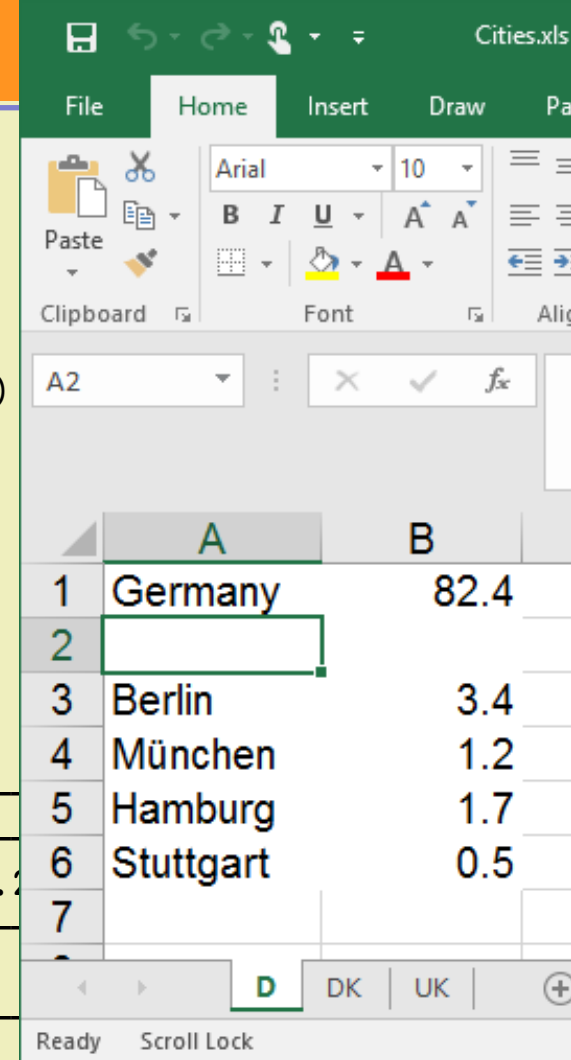 Cities.xls
File Home Insert Draw Pa
Arial 10
B I U A A
Paste
A
Clipboard Font Alig
A2 fx
)
A B
1 Germany 82.4
2
3 Berlin 3.4
4 München 1.2
5 Hamburg 1.7
6 Stuttgart 0.5
.2
7
D DK UK
Ready Scroll Lock